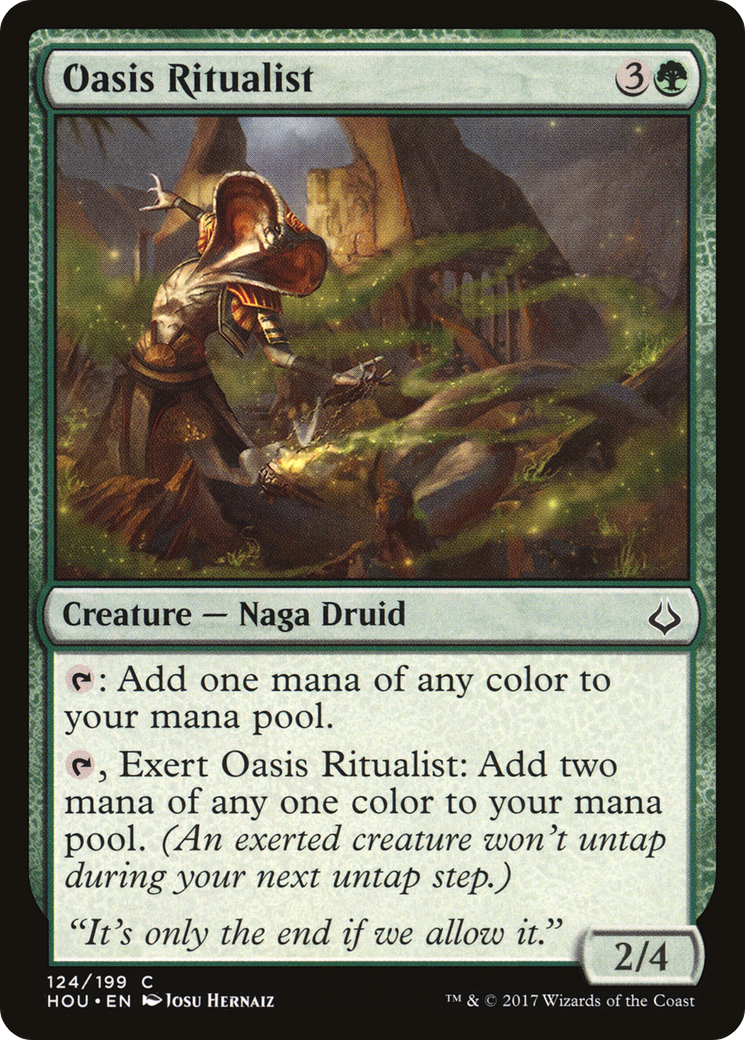 Oasis Ritualist 3
Creature — Naga Druid
: Add one mana of any color to
your mana pool.
, Exert Oasis Ritualist: Add two
mana of any one color to your mana
pool. (An exerted creature won't untap
during your next untap step.)
“It's only the end if we allow it.”
2/4
124/199 C
HOU • EN Josu Hernaiz
™ & © 2017 Wizards of the Coast